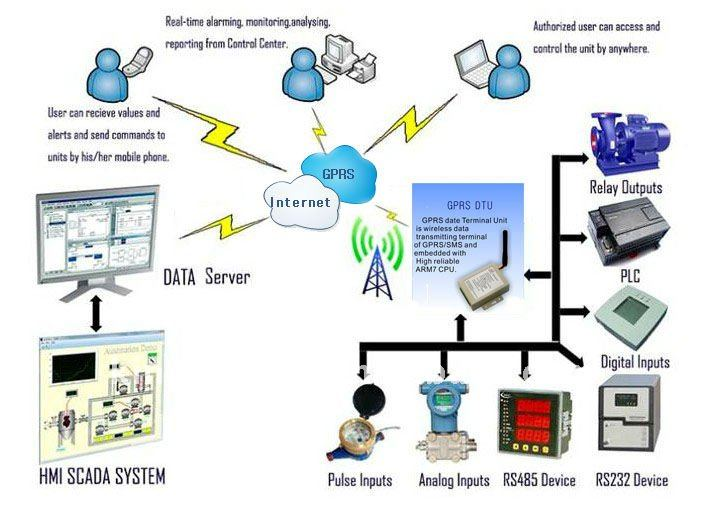 Real-time alarming, monitoring,analysing,
reporting from Control Center.
Authorized user can access and
control the unit by anywhere.
User can recieve values and
alerts and send commands to
units by his/her mobile phone.
GPRS
Internet
GPRS DTU
GPRS date Terminal Unit
is wireless data
transmitting terminal
of GPRS/SMS and
embedded with
High reliable
ARM7 CPU.
Relay Outputs
DATA Server
PLC
Automation Demo
Digital Inputs
HMI SCADA SYSTEM
Pulse Inputs
Analog Inputs
RS485 Device
RS232 Device